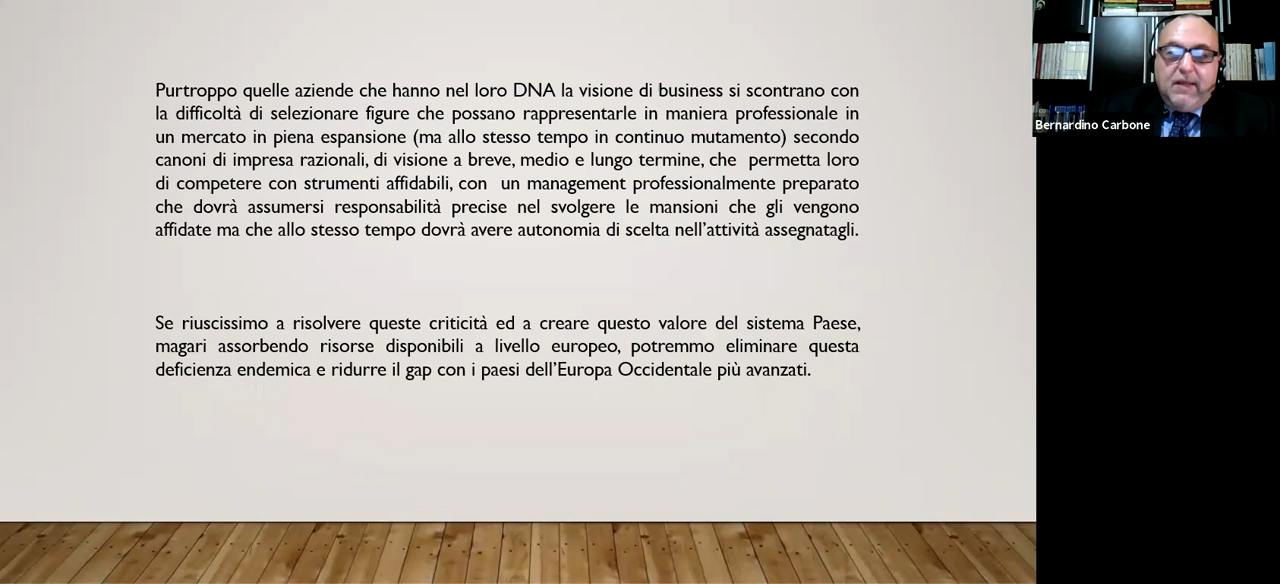 Purtroppo quelle aziende che hanno nel loro DNA la visione di business si scontrano con
la difficoltà di selezionare figure che possano rappresentarle in maniera professionale in
un mercato in piena espansione (ma allo stesso tempo in continuo mutamento) secondo
canoni di impresa razionali, di visione a breve, medio e lungo termine, che permetta loro
di competere con strumenti affidabili, con un management professionalmente preparato
che dovrà assumersi responsabilità precise nel svolgere le mansioni che gli vengono
affidate ma che allo stesso tempo dovrà avere autonomia di scelta nell’attività assegnatagli.
Se riuscissimo a risolvere queste criticità ed a creare questo valore del sistema Paese,
magari assorbendo risorse disponibili a livello europeo, potremmo eliminare questa
deficienza endemica e ridurre il gap con i paesi dell’Europa Occidentale più avanzati.
Bernardino Carbone